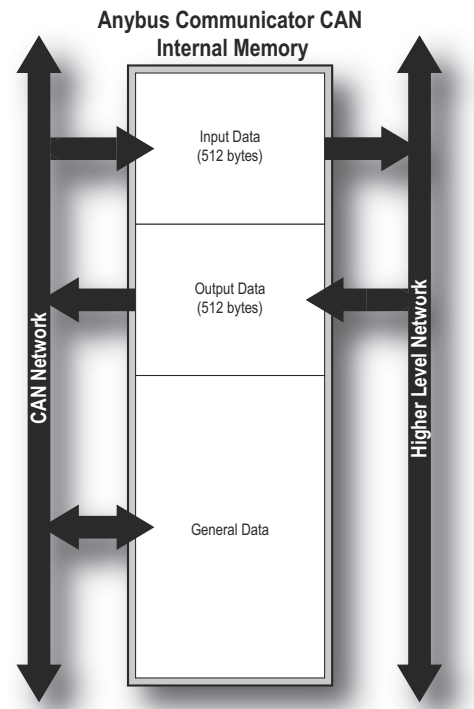 Anybus Communicator CAN
Internal Memory
Input Data
(512 bytes)
Output Data
(512 bytes)
General Data
CAN Network
Higher Level Network